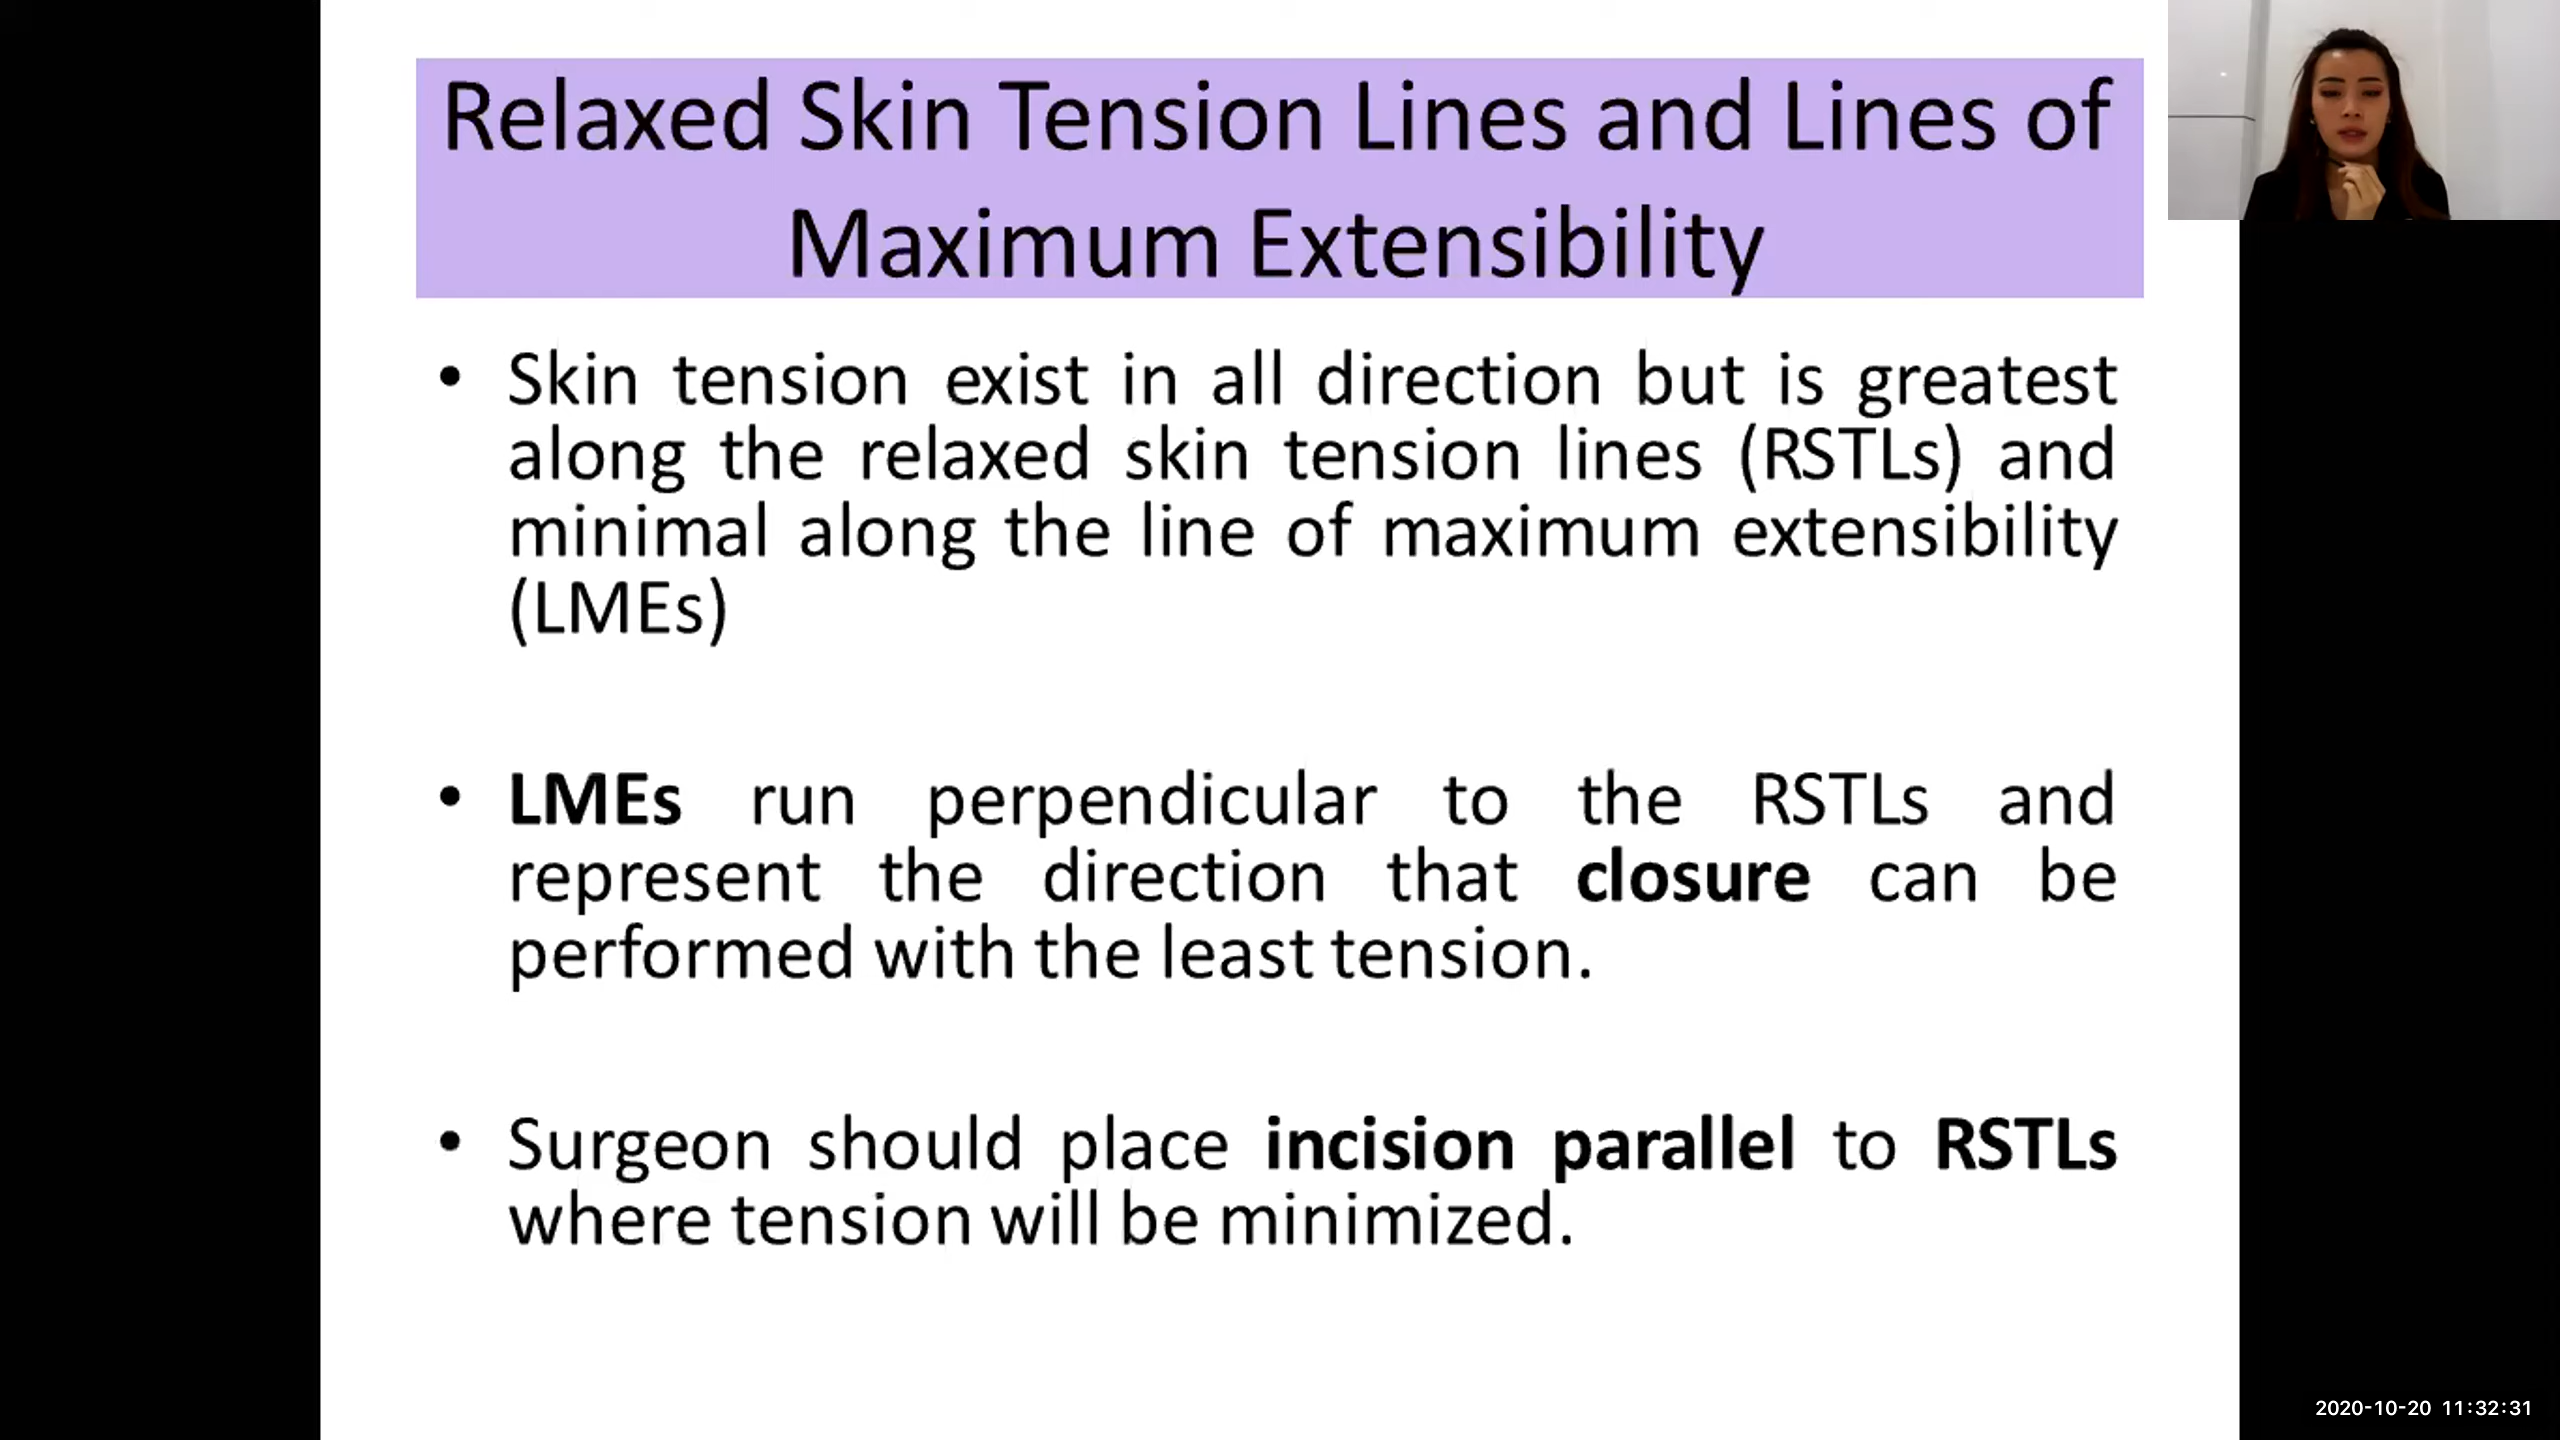 Relaxed Skin Tension Lines and Lines of
Maximum Extensibility
• Skin tension exist in all direction but is greatest
along the relaxed skin tension lines (RSTLs) and
minimal along the line of maximum extensibility
(LMEs)
• LMEs run perpendicular to the RSTLs and
represent the direction that closure can be
performed with the least tension.
• Surgeon should place incision parallel to RSTLs
where tension will be minimized.
2020-10-20 11:32:31